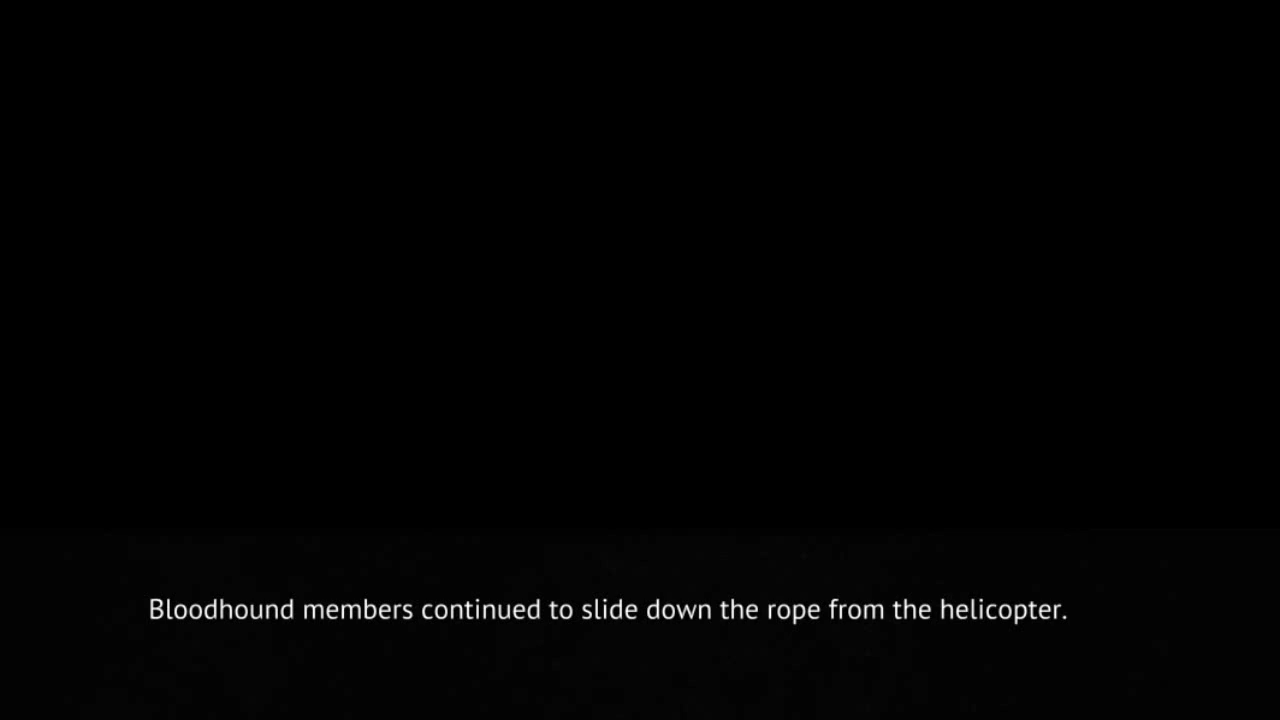 Bloodhound members continued to slide down the rope from the helicopter.